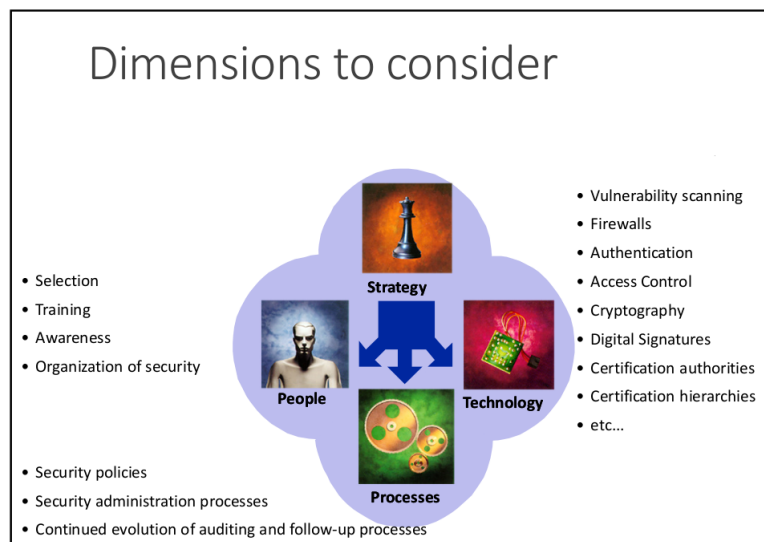 Dimensions to consider
• Vulnerability scanning
• Firewalls
• Authentication
• Access Control
• Cryptography
• Digital Signatures
• Certification authorities
• Certification hierarchies
• etc...
• Selection
• Training
• Awareness
• Organization of security
Strategy
People
Technology
Processes
• Security policies
• Security administration processes
• Continued evolution of auditing and follow-up processes